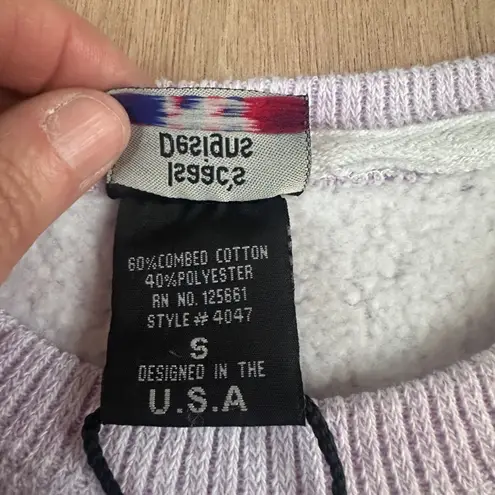 Isaac's
Designs
60% COMBED COTTON
40% POLYESTER
RN NO. 125661
STYLE # 4047
S
DESIGNED IN THE
U.S.A